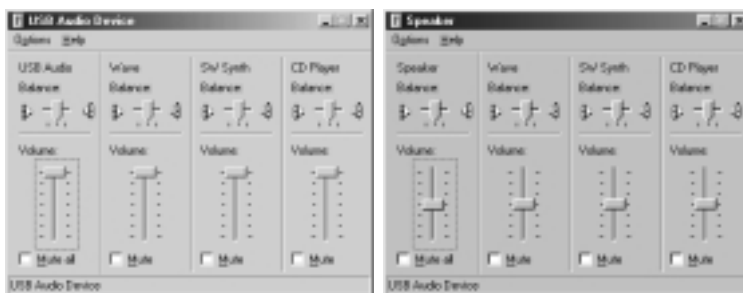 USB Audio Device
Options Help
USB Audio Wave SW Synth CD Player
Balance: Balance: Balance: Balance:
Volume: Volume: Volume: Volume:
Mute all Mute Mute Mute
USB Audio Device
Speaker
Options Help
Speaker Wave SW Synth CD Player
Balance: Balance: Balance: Balance:
Volume: Volume: Volume: Volume:
Mute all Mute Mute Mute
USB Audio Device